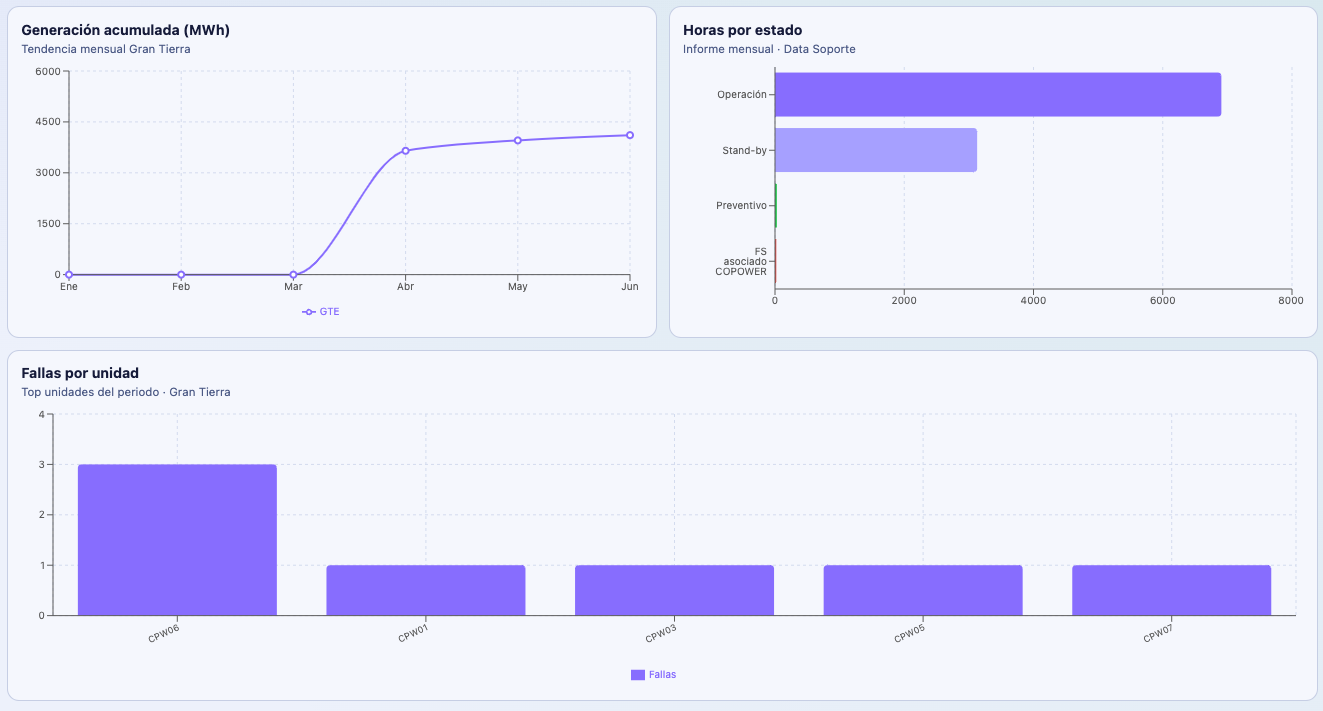 Generación acumulada (MWh)
Tendencia mensual Gran Tierra
6000
4500
3000
1500
0
Ene
Feb
Mar
Abr
May
Jun
GTE
Horas por estado
Informe mensual · Data Soporte
Operación
Stand-by
Preventivo
FS
asociado
COPOWER
0
2000
4000
6000
8000
Fallas por unidad
Top unidades del periodo · Gran Tierra
4
3
2
1
0
CPW06
CPW01
CPW03
CPW05
CPW07
Fallas